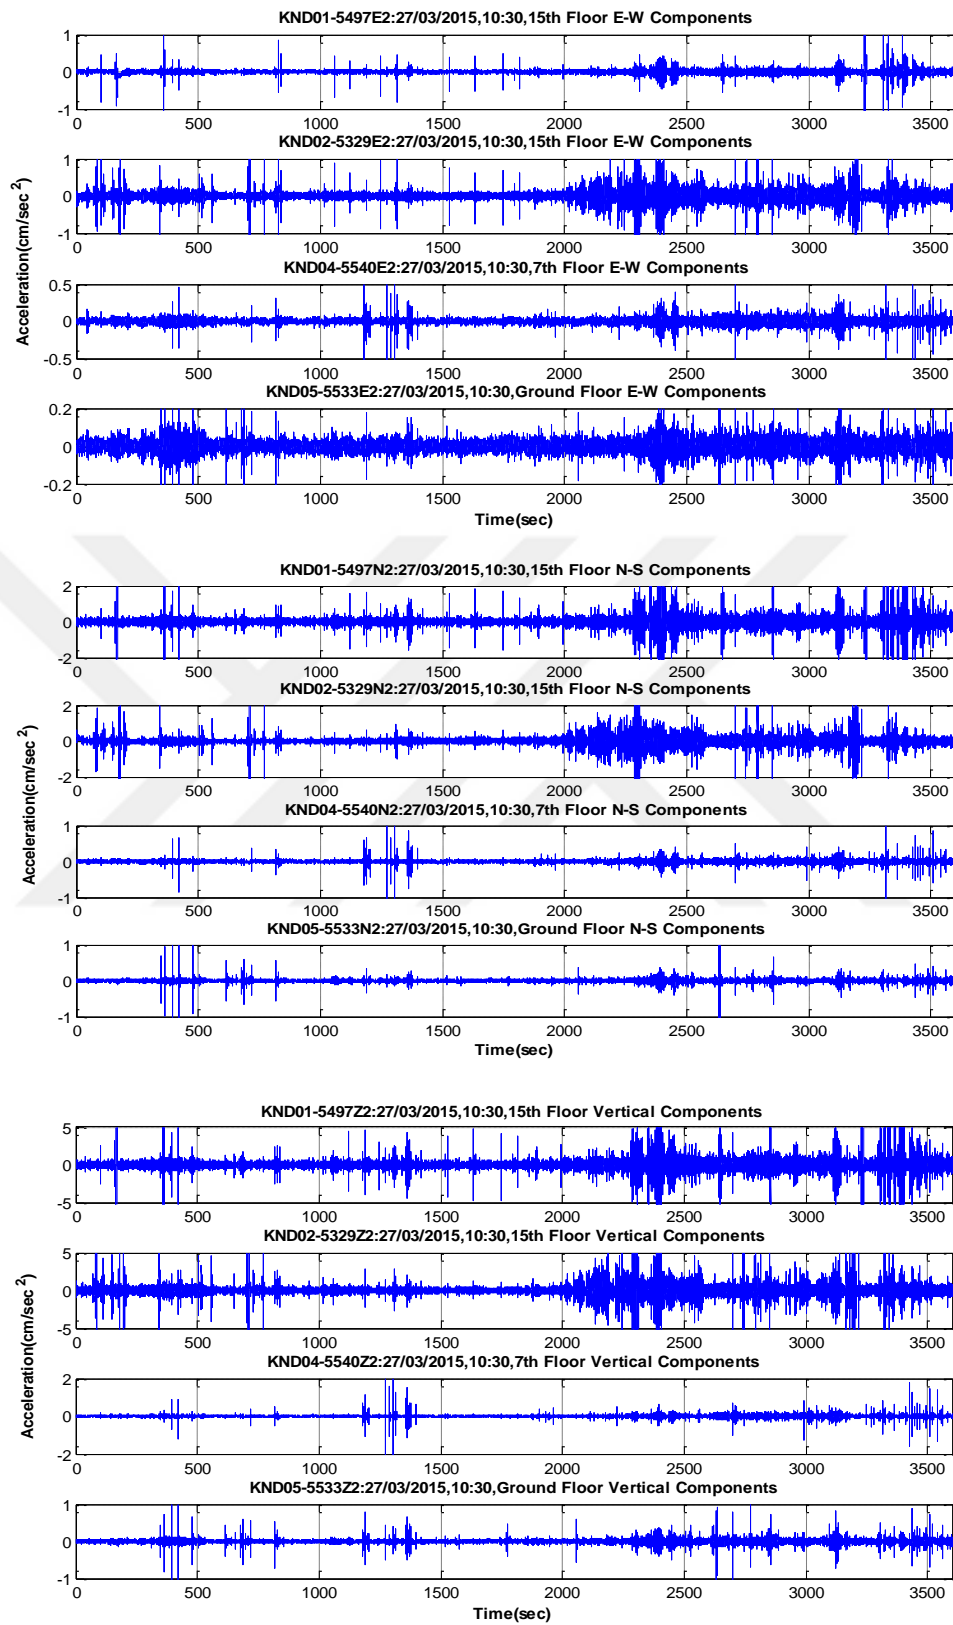 KND01-5497E2:27/03/2015,10:30,15th Floor E-W Components
1
0
-1
0 500 1000 1500 2000 2500 3000 3500
KND02-5329E2:27/03/2015,10:30,15th Floor E-W Components
1
0
-1
0 500 1000 1500 2000 2500 3000 3500
KND04-5540E2:27/03/2015,10:30,7th Floor E-W Components
0.5
0
-0.5
0 500 1000 1500 2000 2500 3000 3500
KND05-5533E2:27/03/2015,10:30,Ground Floor E-W Components
0.2
0
-0.2
0 500 1000 1500 2000 2500 3000 3500
Time(sec)
Acceleration(cm/sec²)
KND01-5497N2:27/03/2015,10:30,15th Floor N-S Components
2
0
-2
0 500 1000 1500 2000 2500 3000 3500
KND02-5329N2:27/03/2015,10:30,15th Floor N-S Components
2
0
-2
0 500 1000 1500 2000 2500 3000 3500
KND04-5540N2:27/03/2015,10:30,7th Floor N-S Components
1
0
-1
0 500 1000 1500 2000 2500 3000 3500
KND05-5533N2:27/03/2015,10:30,Ground Floor N-S Components
1
0
-1
0 500 1000 1500 2000 2500 3000 3500
Time(sec)
Acceleration(cm/sec²)
KND01-5497Z2:27/03/2015,10:30,15th Floor Vertical Components
5
0
-5
0 500 1000 1500 2000 2500 3000 3500
KND02-5329Z2:27/03/2015,10:30,15th Floor Vertical Components
5
0
-5
0 500 1000 1500 2000 2500 3000 3500
KND04-5540Z2:27/03/2015,10:30,7th Floor Vertical Components
2
0
-2
0 500 1000 1500 2000 2500 3000 3500
KND05-5533Z2:27/03/2015,10:30,Ground Floor Vertical Components
1
0
-1
0 500 1000 1500 2000 2500 3000 3500
Time(sec)
Acceleration(cm/sec²)